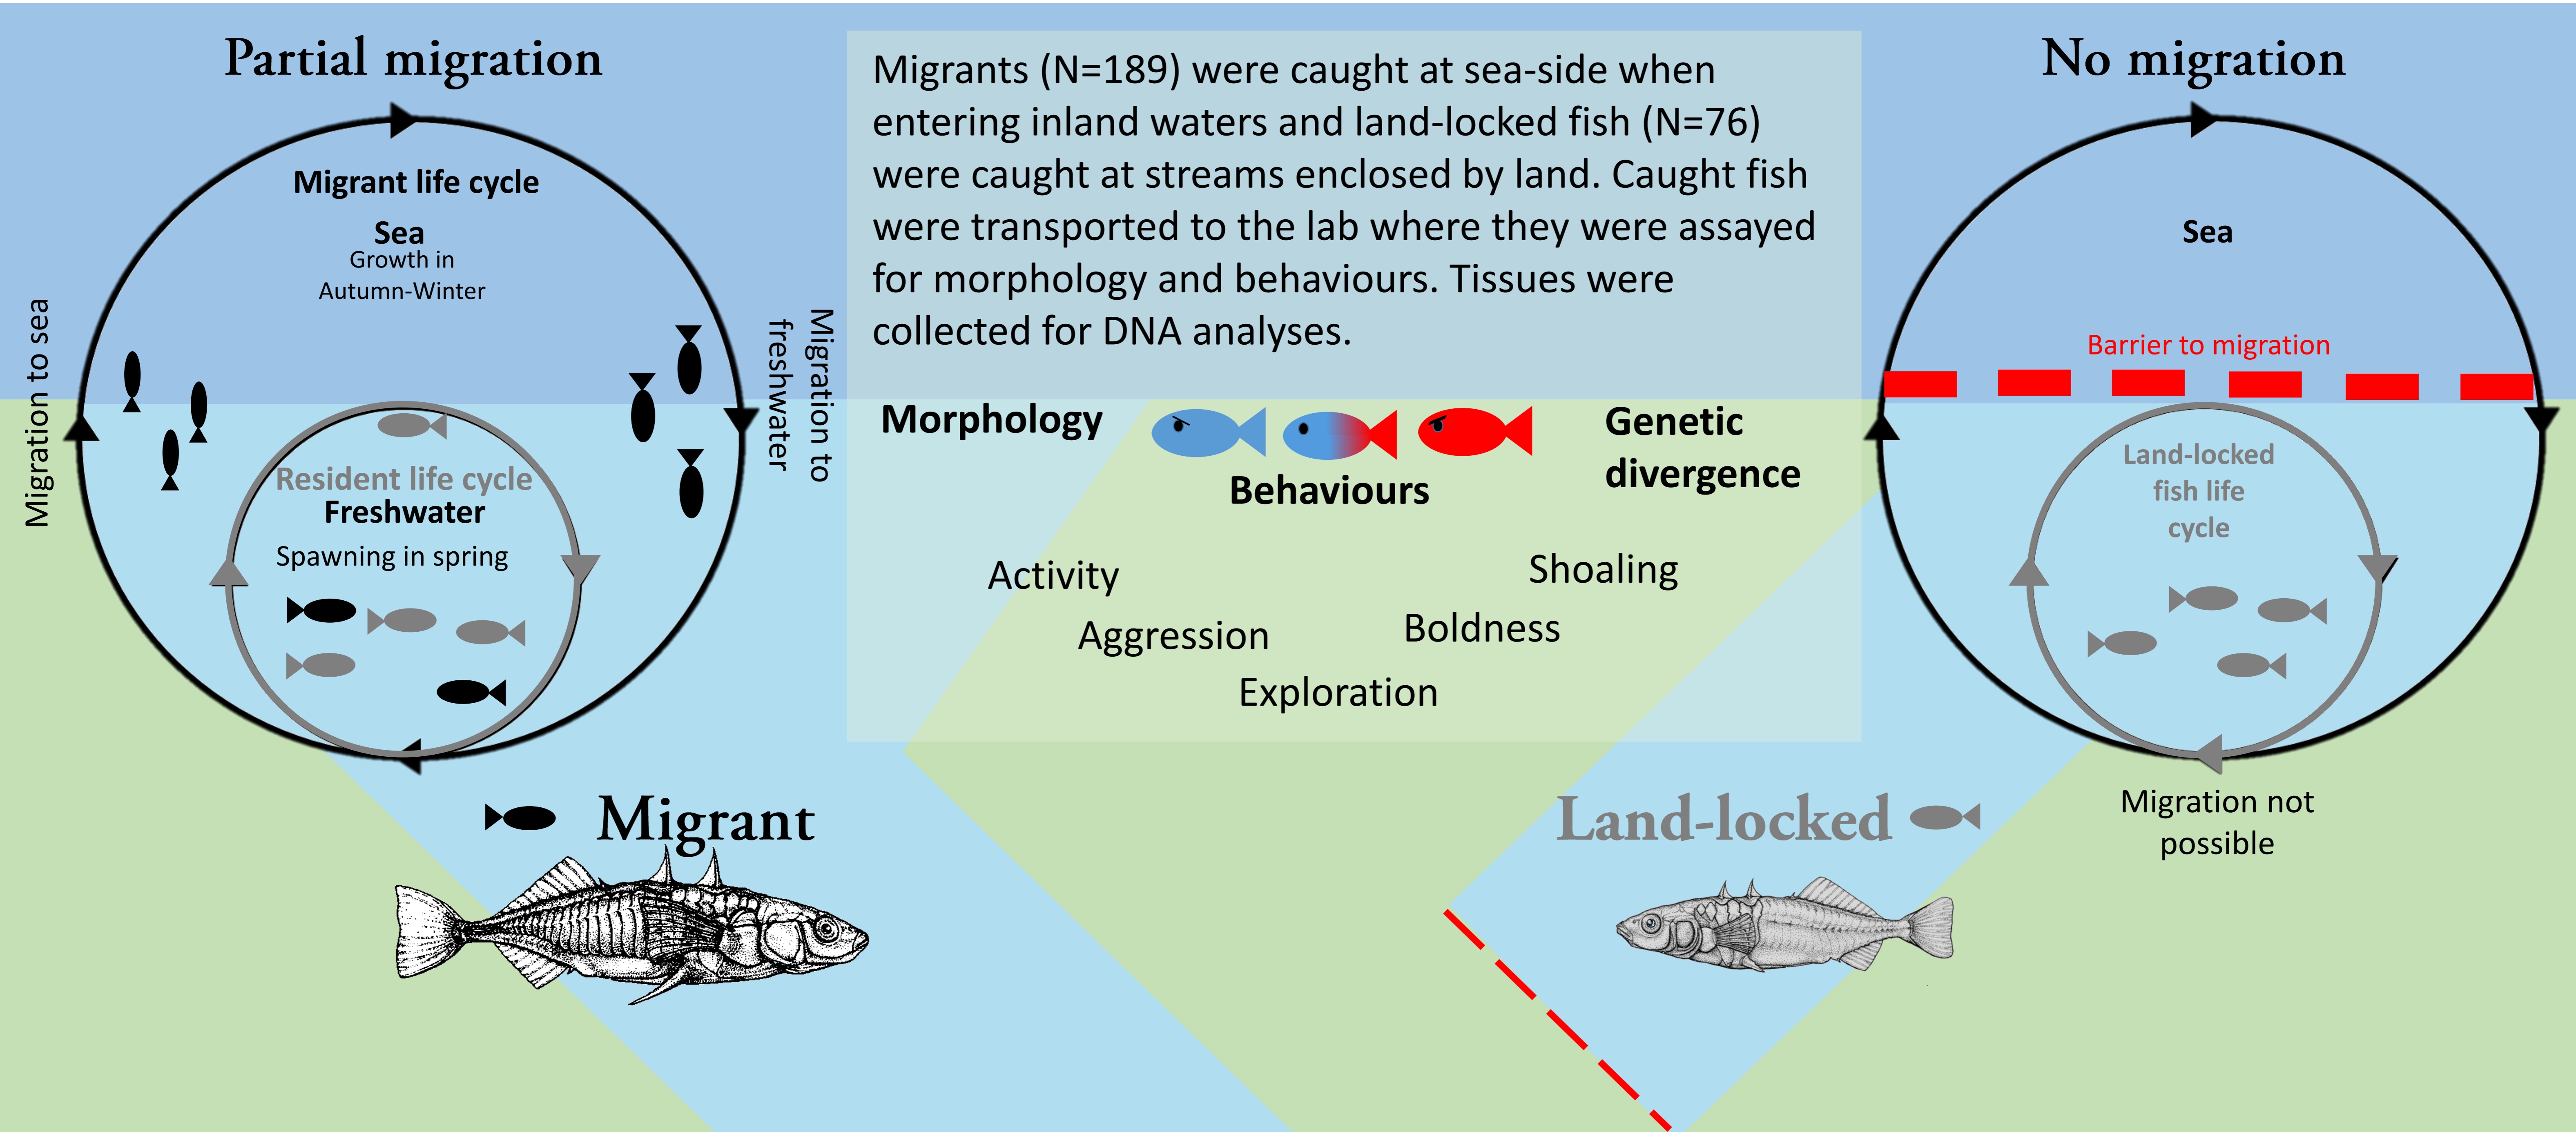 Partial migration
Migrant life cycle
Sea
Growth in
Autumn-Winter
Migration to sea
Migration to
freshwater
Resident life cycle
Freshwater
Spawning in spring
Migrants (N=189) were caught at sea-side when
entering inland waters and land-locked fish (N=76)
were caught at streams enclosed by land. Caught fish
were transported to the lab where they were assayed
for morphology and behaviours. Tissues were
collected for DNA analyses.
Morphology
Behaviours
Genetic
divergence
Activity
Shoaling
Aggression
Boldness
Exploration
No migration
Sea
Barrier to migration
Land-locked
fish life
cycle
Migration not
possible
Migrant
Land-locked